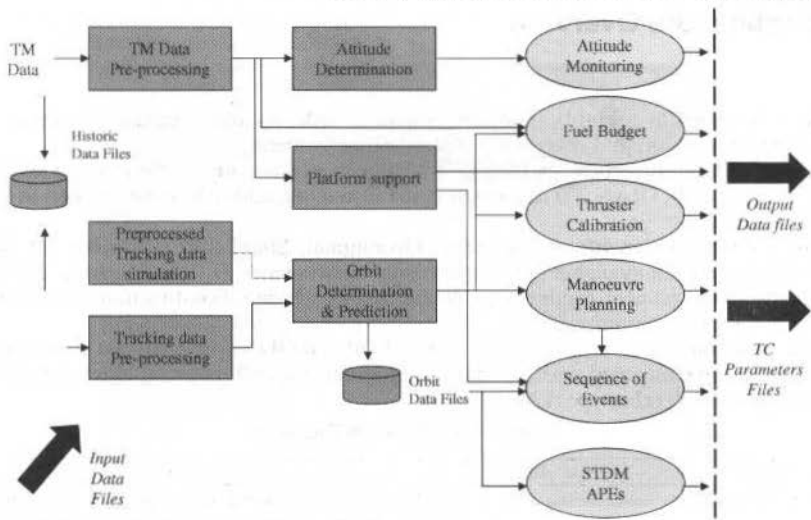 TM
Data
TM Data
Pre-processing
Attitude
Determination
Attitude
Monitoring
Historic
Data Files
Fuel Budget
Platform support
Output
Data files
Thruster
Calibration
Preprocessed
Tracking data
simulation
Orbit
Determination
& Prediction
Manoeuvre
Planning
Tracking data
Pre-processing
TC
Parameters
Files
Orbit
Data Files
Sequence of
Events
Input
Data
Files
STDM
APEs